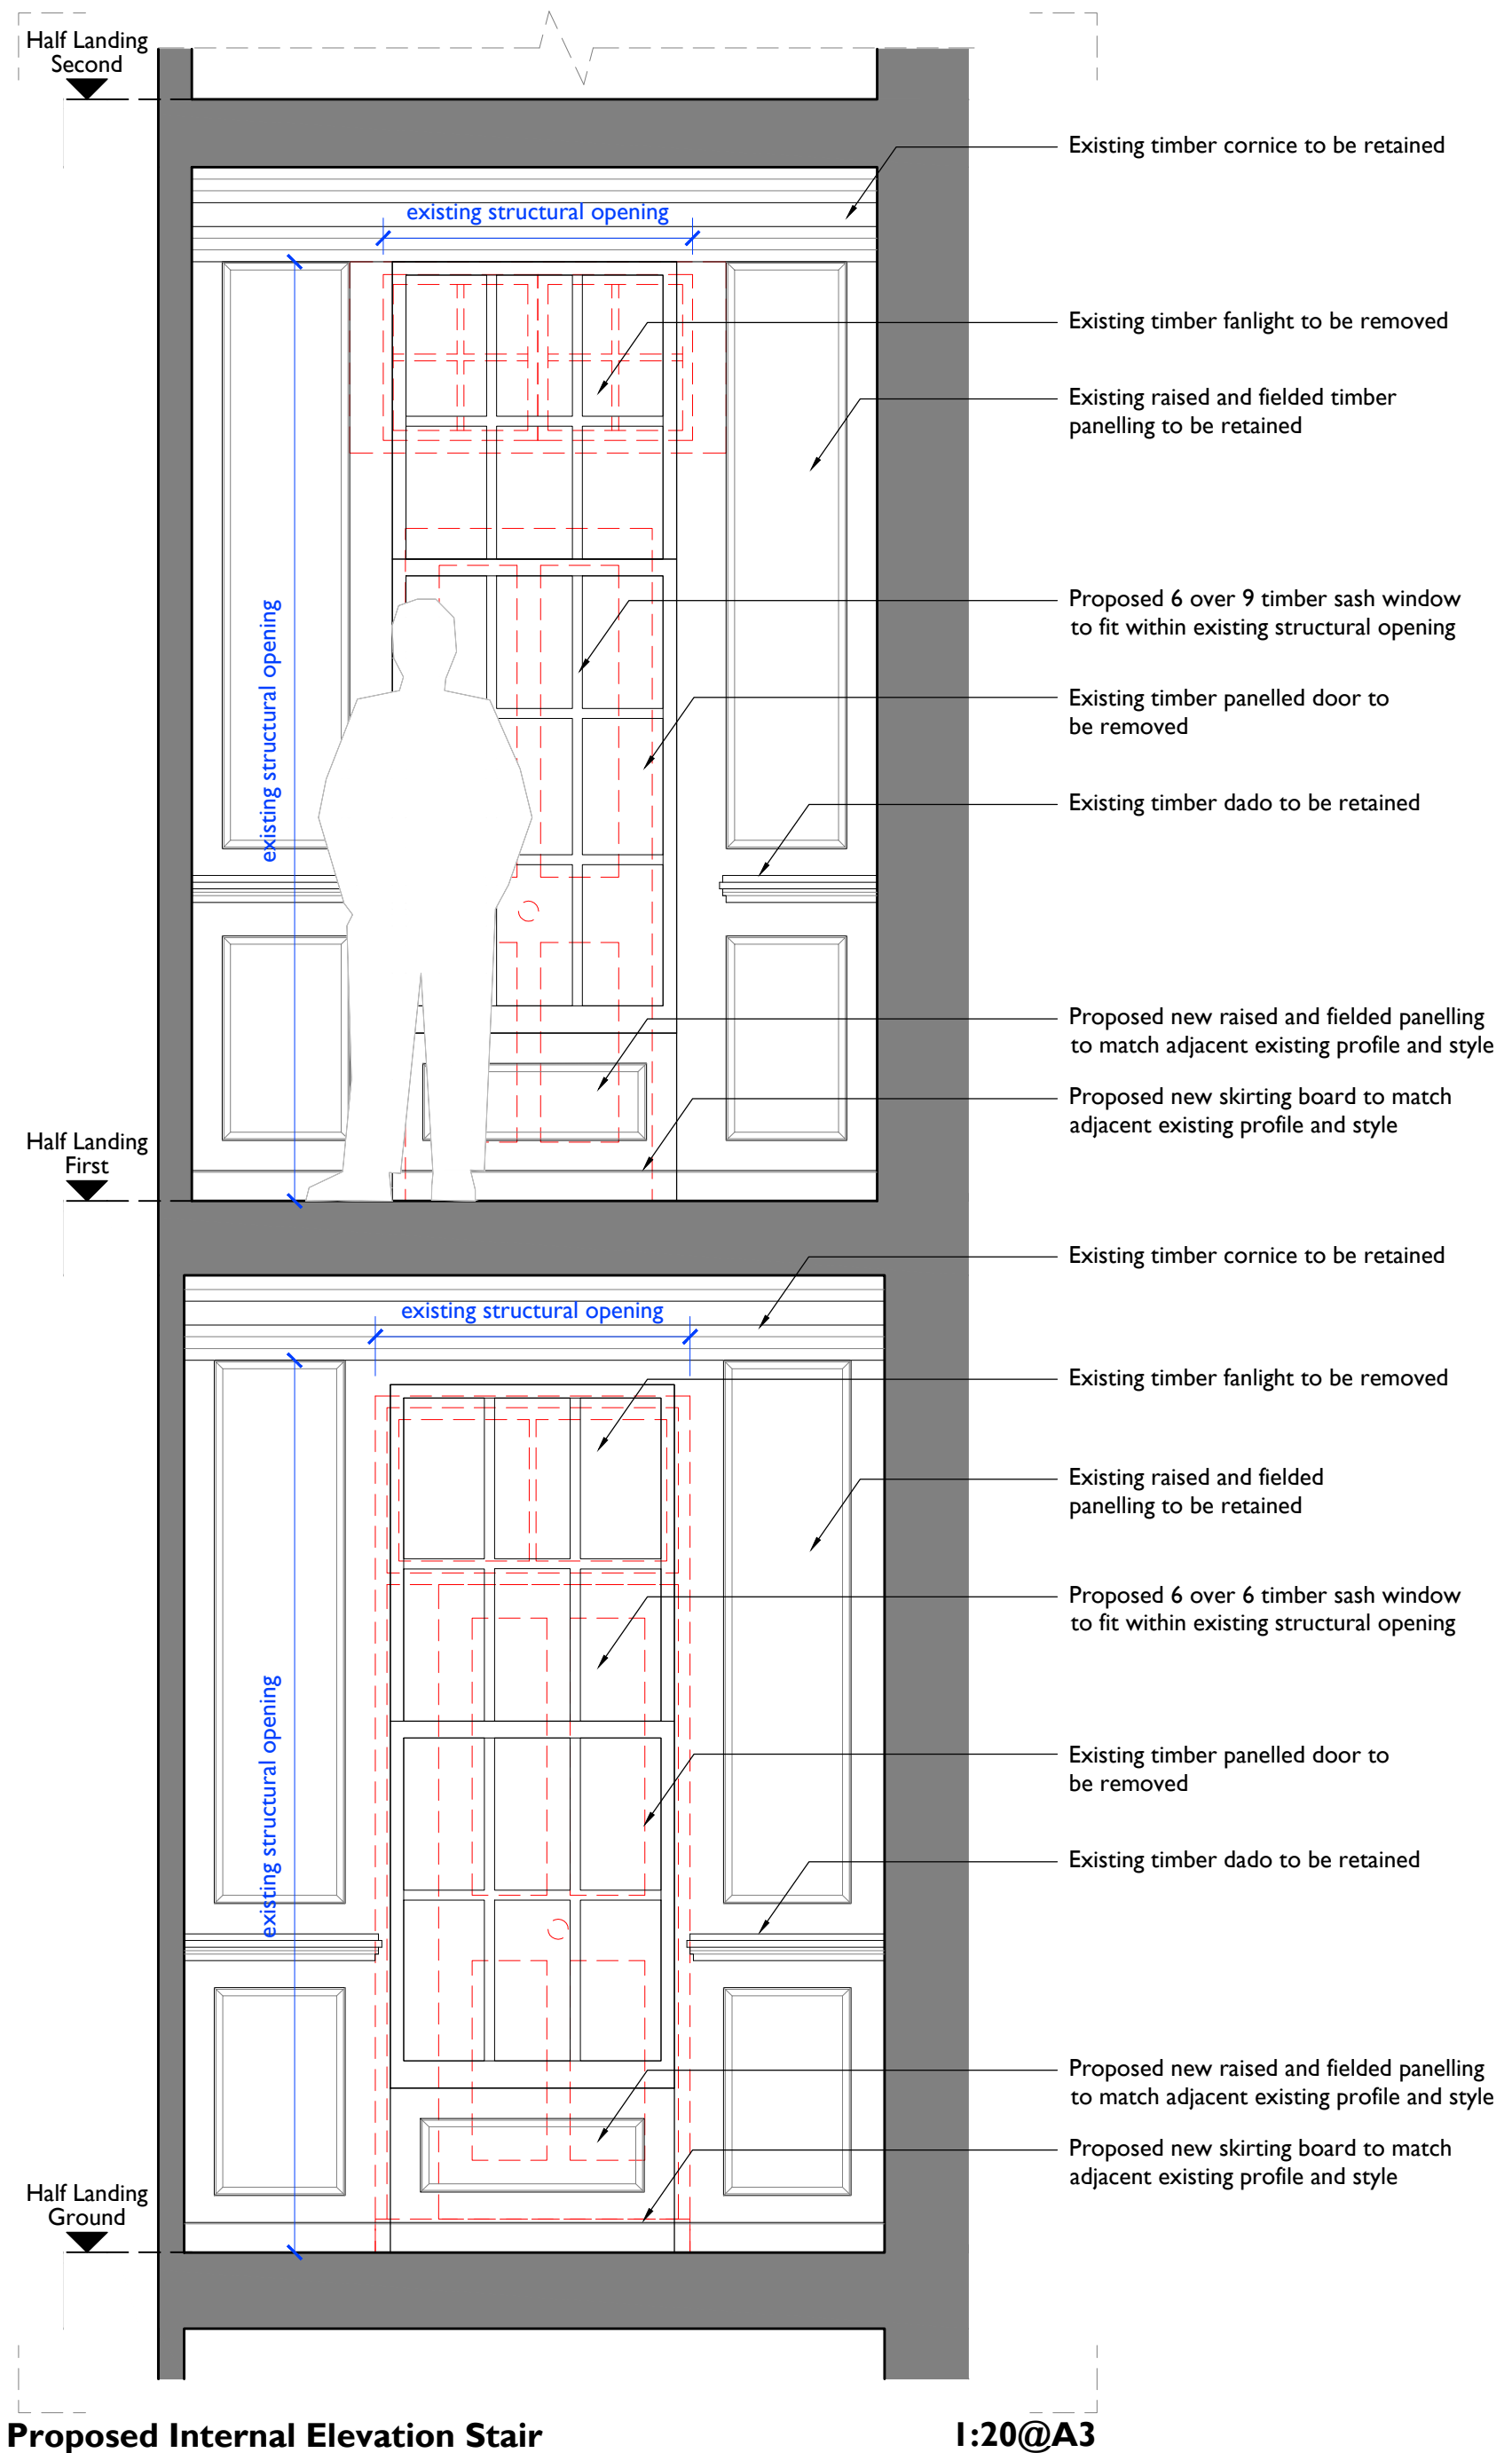 Half Landing
Second
Existing timber cornice to be retained
existing structural opening
Existing timber fanlight to be removed
Existing raised and fielded timber
panelling to be retained
existing structural opening
Proposed 6 over 9 timber sash window
to fit within existing structural opening
Existing timber panelled door to
be removed
Existing timber dado to be retained
Proposed new raised and fielded panelling
to match adjacent existing profile and style
Proposed new skirting board to match
adjacent existing profile and style
Half Landing
First
Existing timber cornice to be retained
existing structural opening
Existing timber fanlight to be removed
Existing raised and fielded
panelling to be retained
Proposed 6 over 6 timber sash window
to fit within existing structural opening
existing structural opening
Existing timber panelled door to
be removed
Existing timber dado to be retained
Proposed new raised and fielded panelling
to match adjacent existing profile and style
Proposed new skirting board to match
adjacent existing profile and style
Half Landing
Ground
Proposed Internal Elevation Stair
1:20@A3